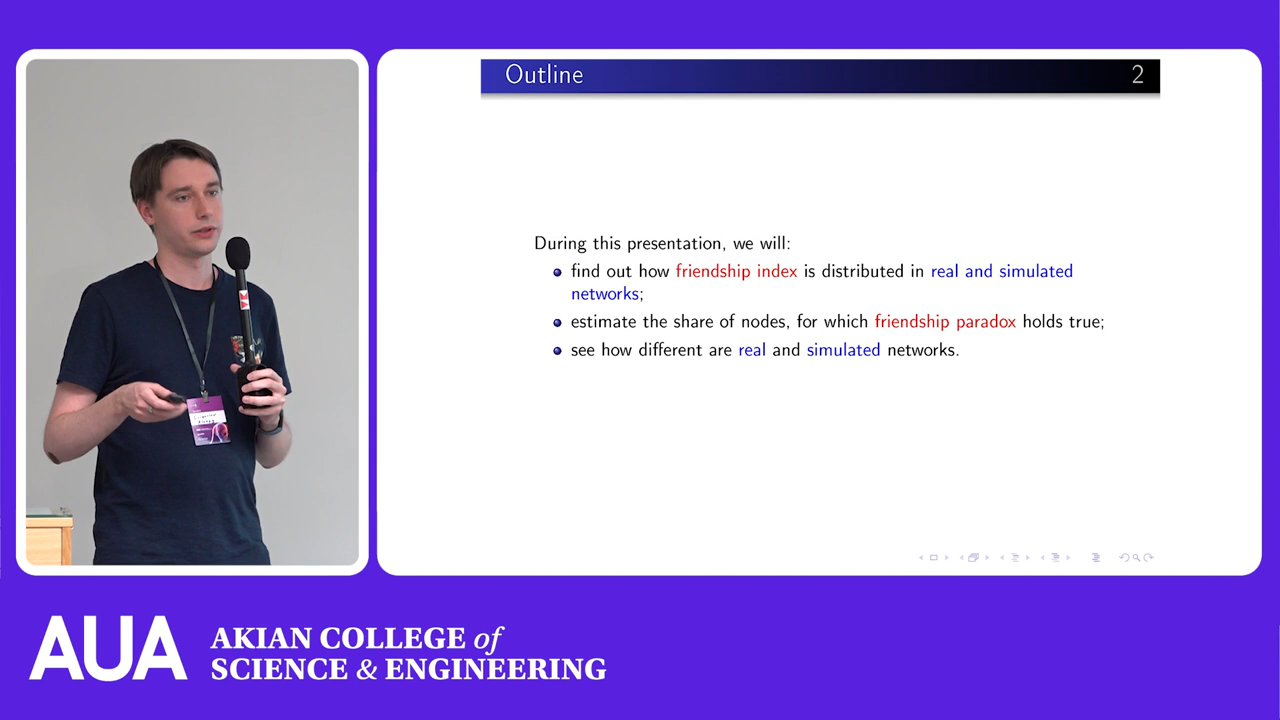 Outline
2
During this presentation, we will:
find out how friendship index is distributed in real and simulated
networks;
estimate the share of nodes, for which friendship paradox holds true;
see how different are real and simulated networks.
AUA
AKIAN COLLEGE of
SCIENCE & ENGINEERING